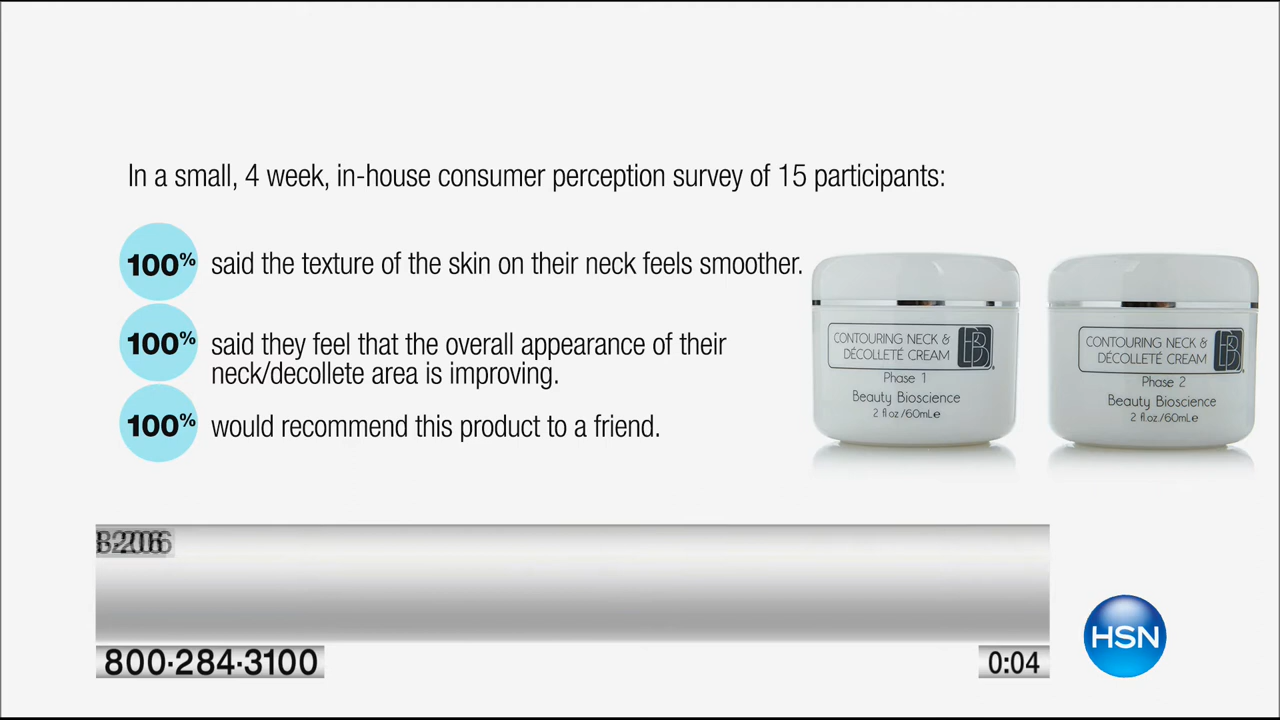 In a small, 4 week, in-house consumer perception survey of 15 participants:
100% said the texture of the skin on their neck feels smoother.
100% said they feel that the overall appearance of their
neck/decollete area is improving.
100% would recommend this product to a friend.
CONTOURING NECK &
DÉCOLLETÉ CREAM
Phase 1
Beauty Bioscience
2 fl oz./60mLe
CONTOURING NECK &
DÉCOLLETÉ CREAM
Phase 2
Beauty Bioscience
2 fl.oz./60mLe
800·284·3100
0:04
HSN